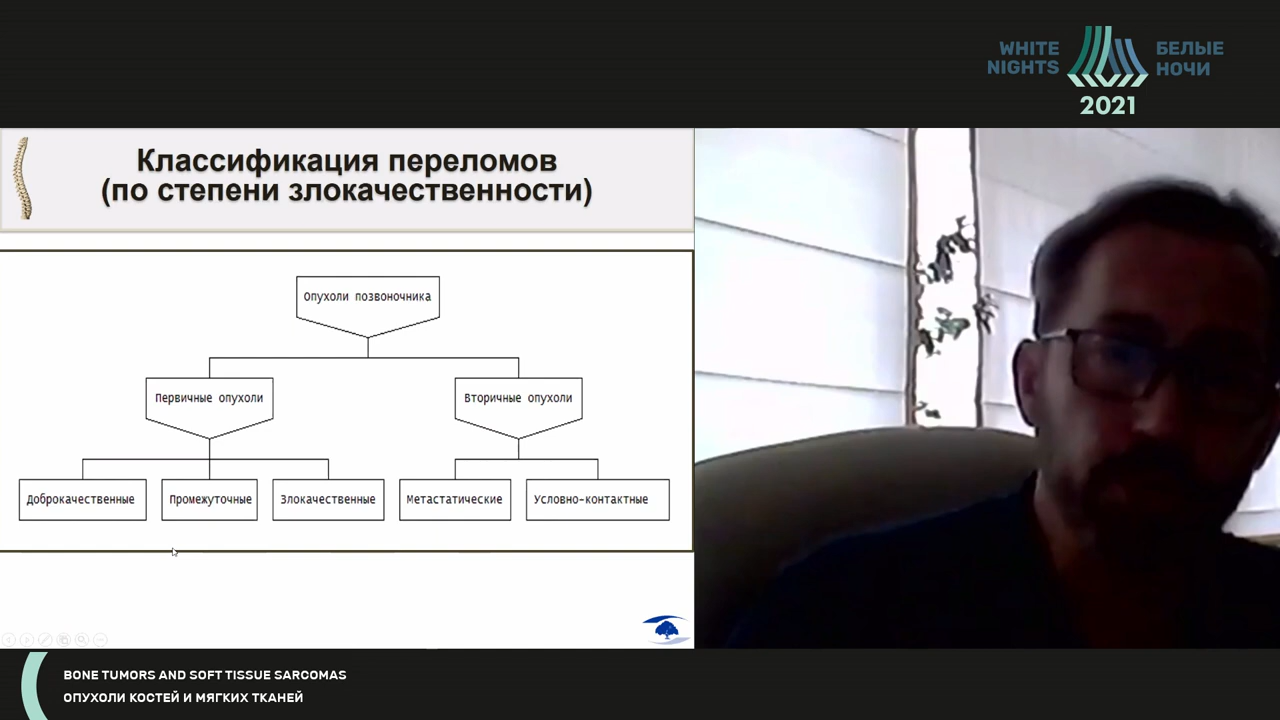 WHITE
NIGHTS
БЕЛЫЕ
НОЧИ
2021
Классификация переломов
(по степени злокачественности)
Опухоли позвоночника
Первичные опухоли
Вторичные опухоли
Доброкачественные
Промежуточные
Злокачественные
Метастатические
Условно-контактные
BONE TUMORS AND SOFT TISSUE SARCOMAS
ОПУХОЛИ КОСТЕЙ И МЯГКИХ ТКАНЕЙ